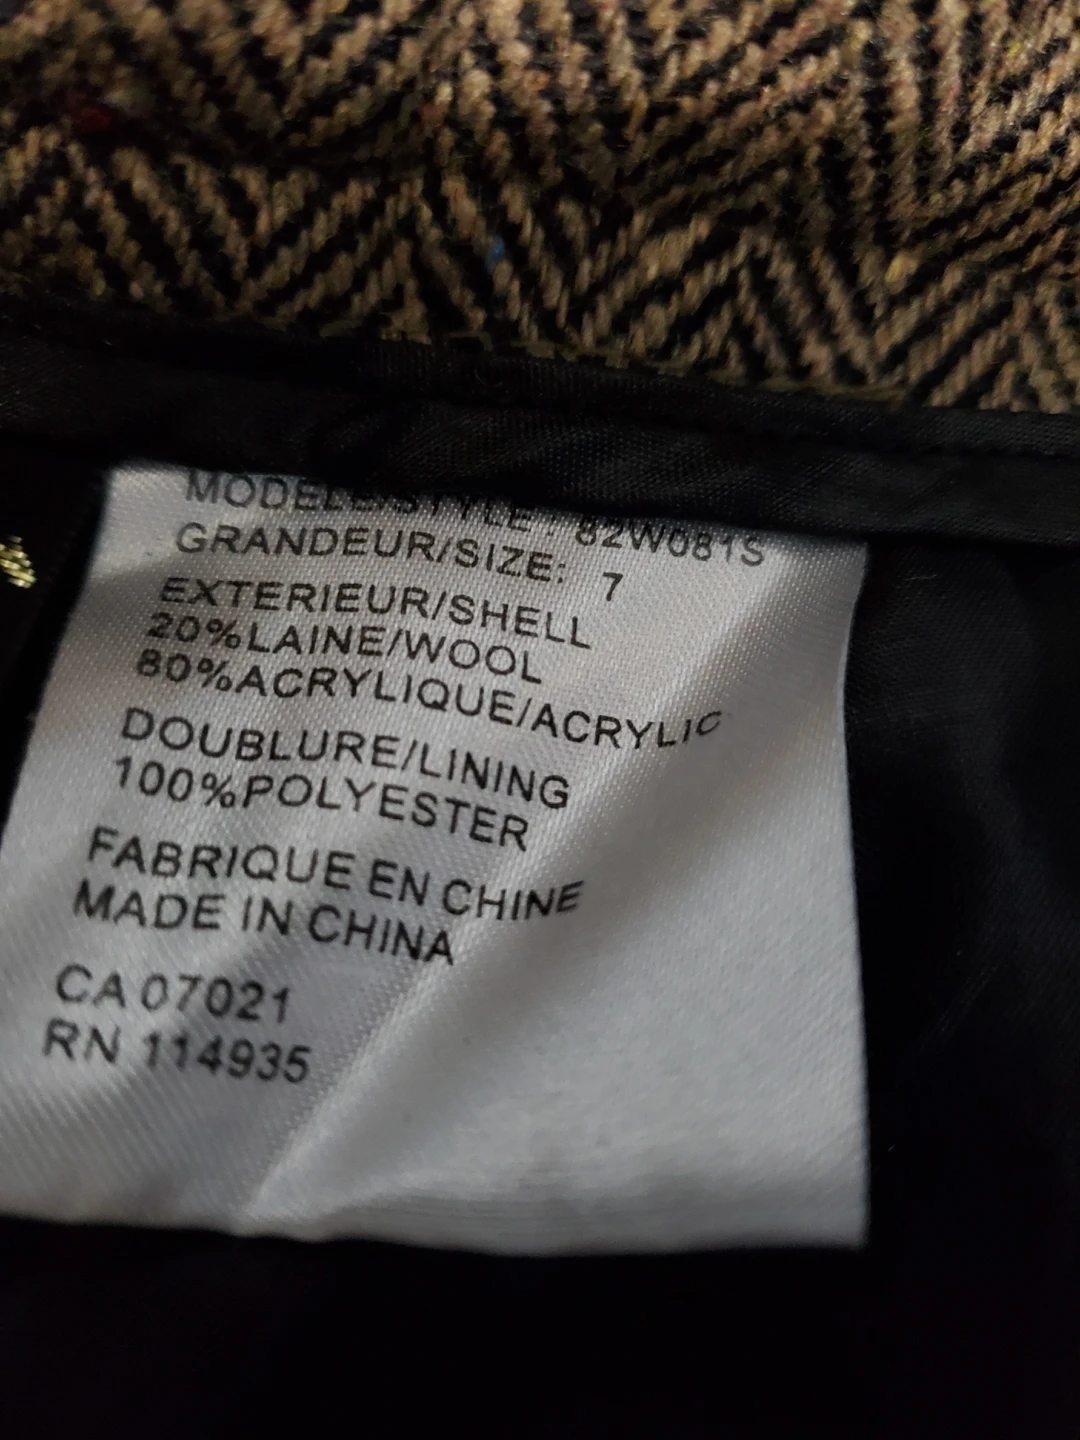 MODELE/STYLE : 82W081S
GRANDEUR/SIZE: 7
EXTERIEUR/SHELL
20%LAINE/WOOL
80%ACRYLIQUE/ACRYLIC
DOUBLURE/LINING
100%POLYESTER
FABRIQUE EN CHINE
MADE IN CHINA
CA 07021
RN 114935